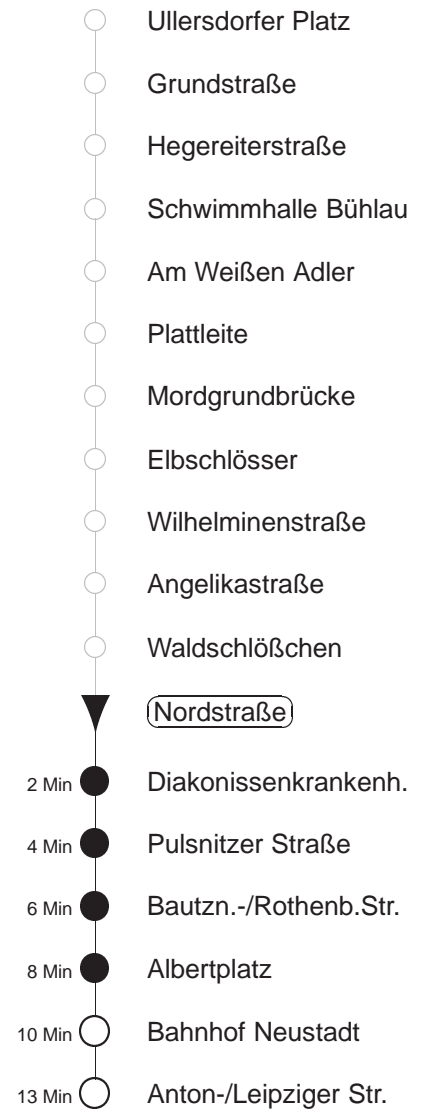 Ullersdorfer Platz
Grundstraße
Hegereiterstraße
Schwimmhalle Bühlau
Am Weißen Adler
Plattleite
Mordgrundbrücke
Elbschlösser
Wilhelminenstraße
Angelikastraße
Waldschlößchen
Nordstraße
2 Min Diakonissenkrankenh.
4 Min Pulsnitzer Straße
6 Min Bautzn.-/Rothenb.Str.
8 Min Albertplatz
10 Min Bahnhof Neustadt
13 Min Anton-/Leipziger Str.